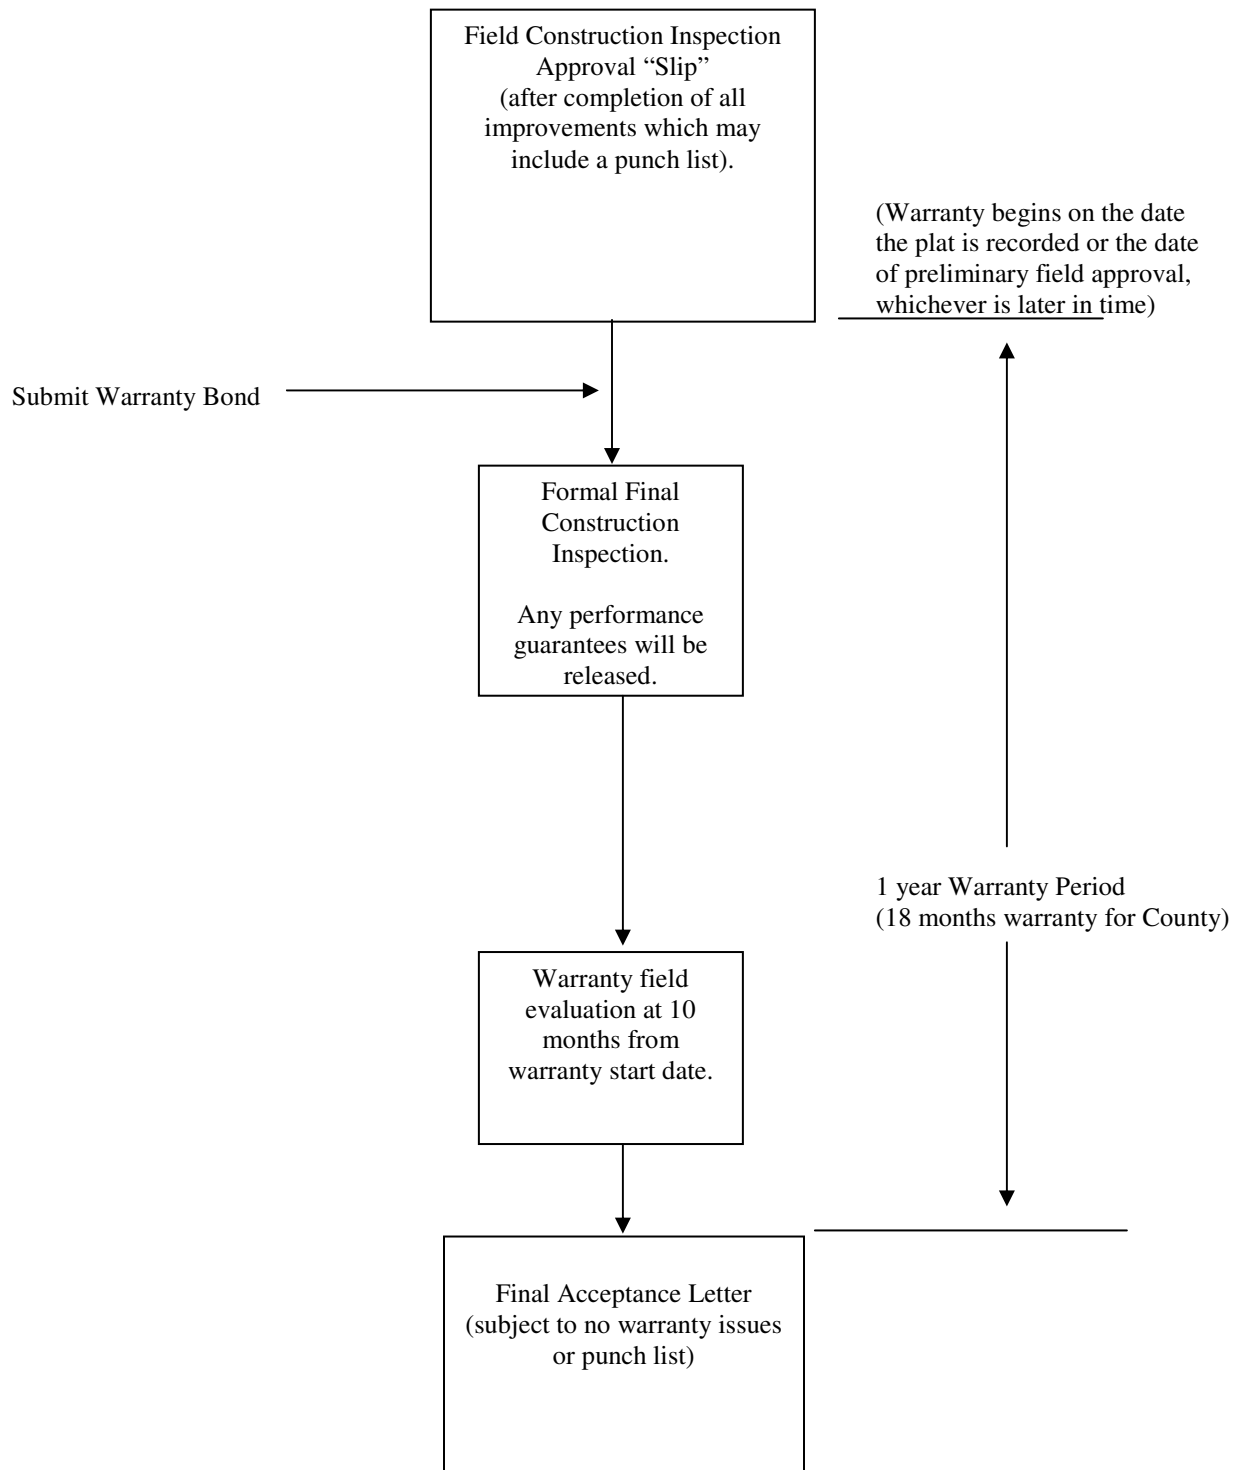 Field Construction Inspection
Approval “Slip”
(after completion of all
improvements which may
include a punch list).
(Warranty begins on the date
the plat is recorded or the date
of preliminary field approval,
whichever is later in time)
Submit Warranty Bond
Formal Final
Construction
Inspection.
Any performance
guarantees will be
released.
1 year Warranty Period
(18 months warranty for County)
Warranty field
evaluation at 10
months from
warranty start date.
Final Acceptance Letter
(subject to no warranty issues
or punch list)